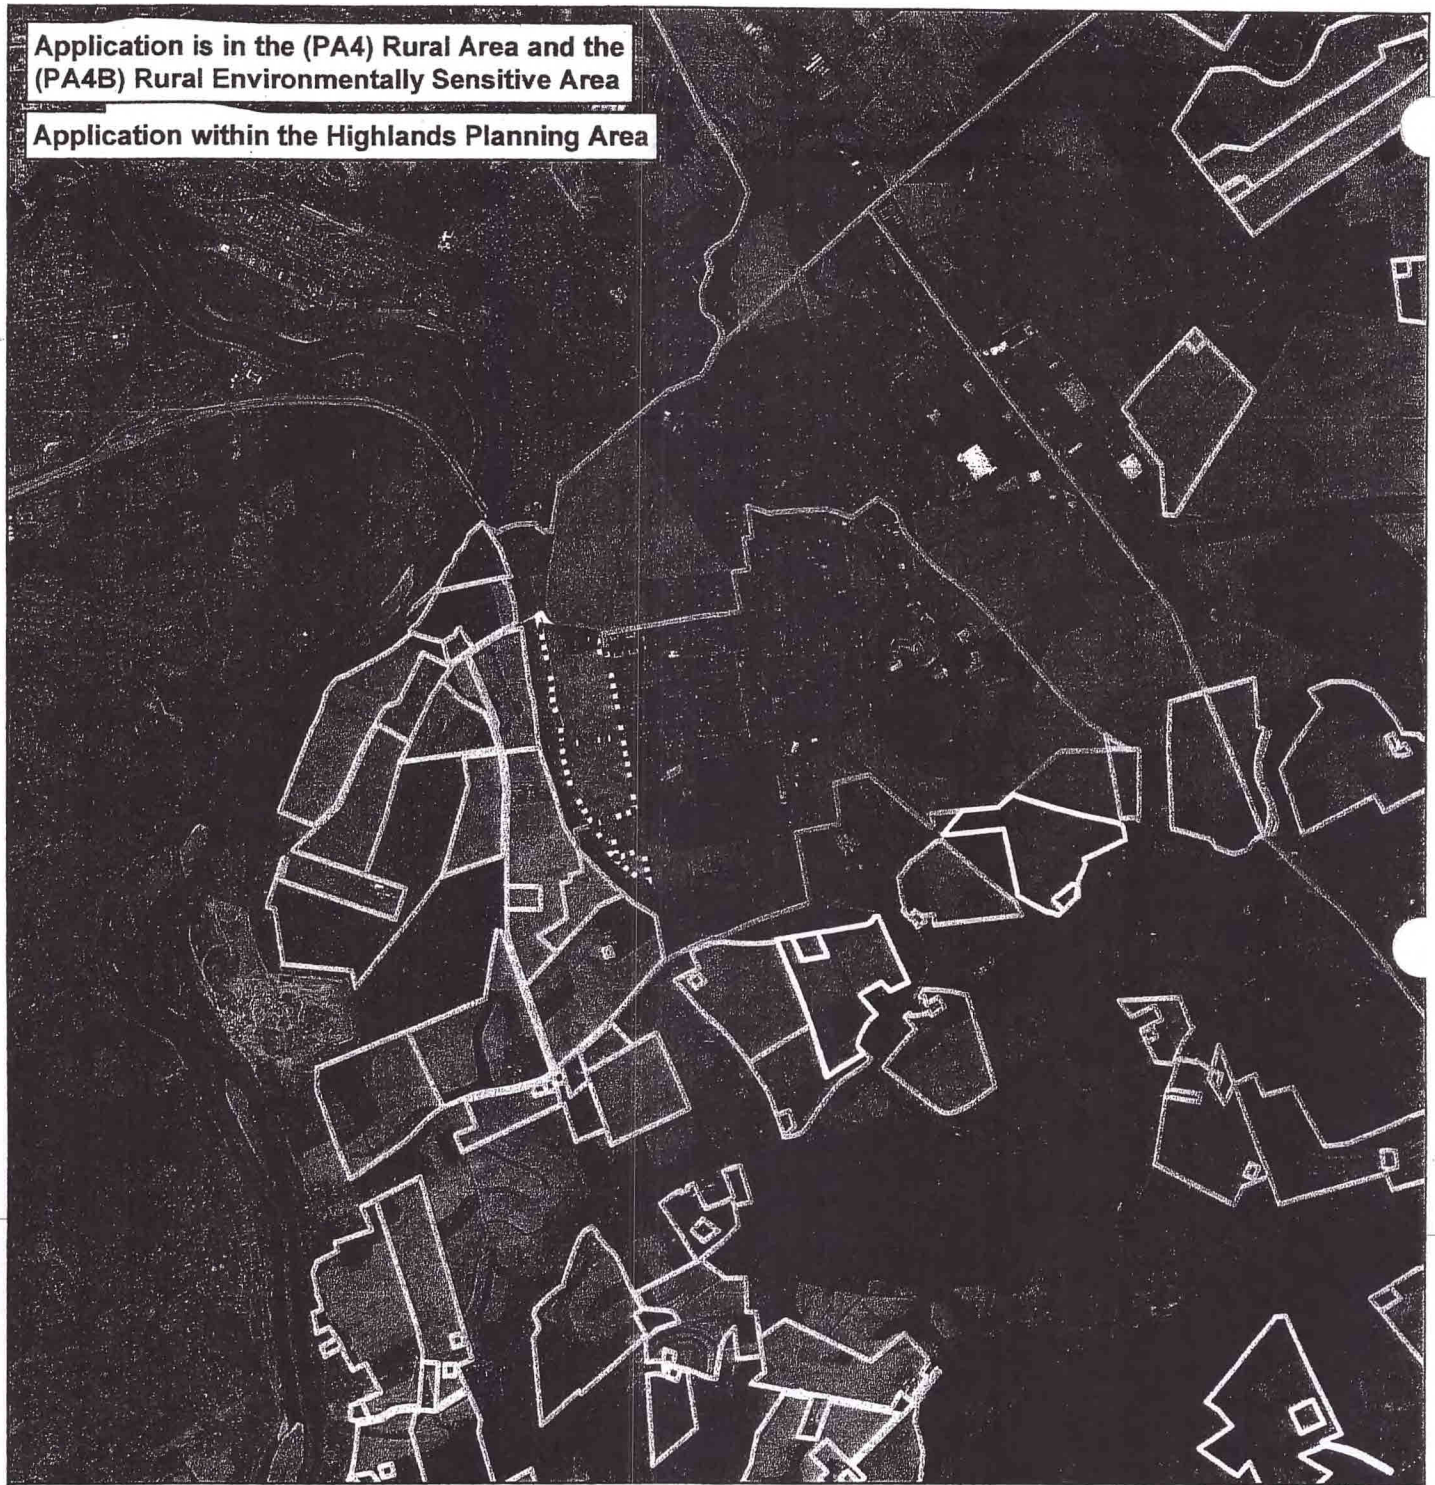 Application is in the (PA4) Rural Area and the
(PA4B) Rural Environmentally Sensitive Area
Application within the Highlands Planning Area